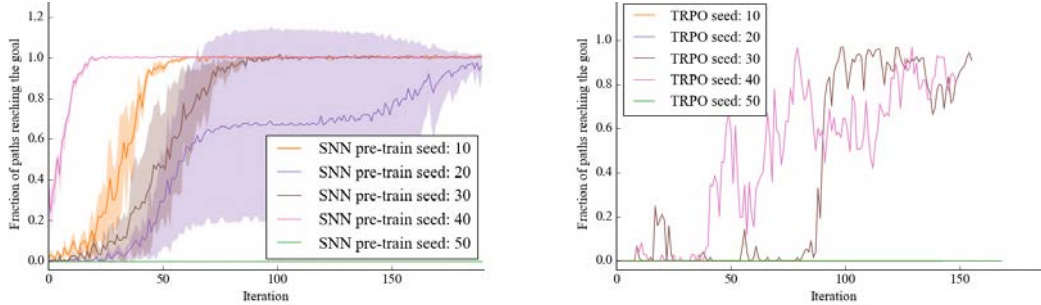 Fraction of paths reaching the goal
1.2
1.0
0.8
0.6
0.4
0.2
0.0
SNN pre-train seed: 10
SNN pre-train seed: 20
SNN pre-train seed: 30
SNN pre-train seed: 40
SNN pre-train seed: 50
0
50
100
150
Iteration
Fraction of paths reaching the goal
1.0
0.8
0.6
0.4
0.2
0.0
TRPO seed: 10
TRPO seed: 20
TRPO seed: 30
TRPO seed: 40
TRPO seed: 50
50
100
150
Iteration